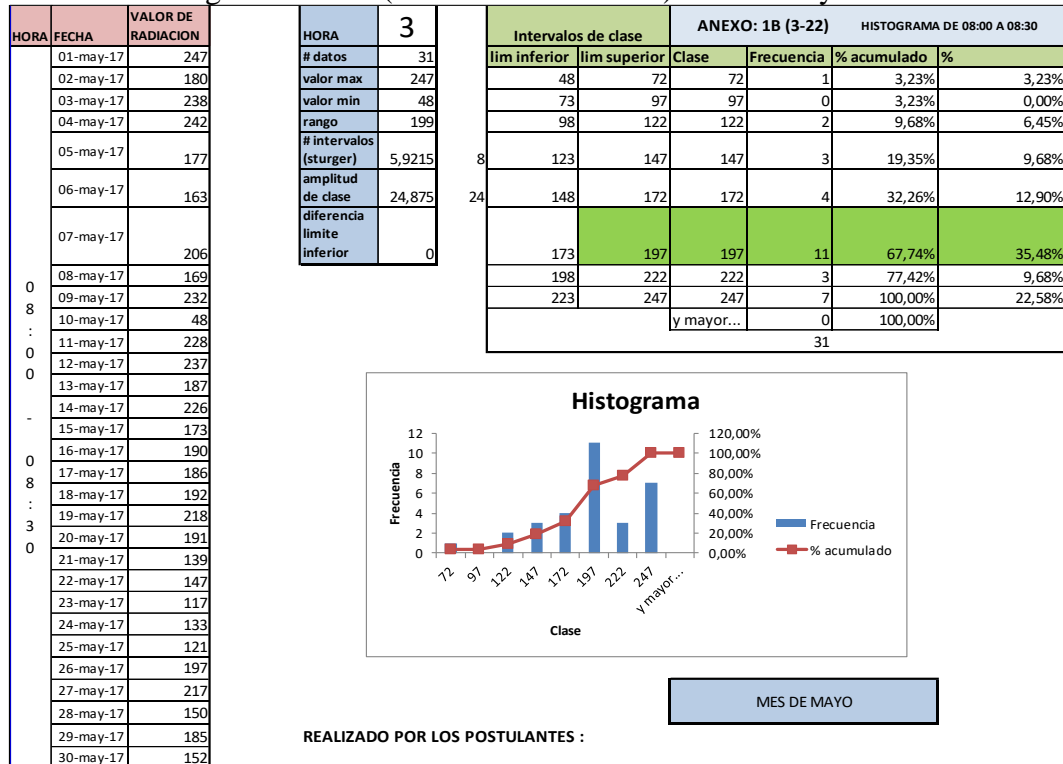 HORA FECHA VALOR DE RADIACION
01-may-17 247
02-may-17 180
03-may-17 238
04-may-17 242
05-may-17 177
06-may-17 163
07-may-17 206
08-may-17 169
09-may-17 232
10-may-17 48
11-may-17 228
12-may-17 237
13-may-17 187
14-may-17 226
15-may-17 173
16-may-17 190
17-may-17 186
18-may-17 192
19-may-17 218
20-may-17 191
21-may-17 139
22-may-17 147
23-may-17 117
24-may-17 133
25-may-17 121
26-may-17 197
27-may-17 217
28-may-17 150
29-may-17 185
30-may-17 152
08:00 - 08:30
HORA 3
# datos 31
valor max 247
valor min 48
rango 199
# intervalos (sturger) 5,9215 8
amplitud de clase 24,875 24
diferencia limite inferior 0
Intervalos de clase ANEXO: 1B (3-22) HISTOGRAMA DE 08:00 A 08:30
lim inferior lim superior Clase Frecuencia % acumulado %
48 72 72 1 3,23% 3,23%
73 97 97 0 3,23% 0,00%
98 122 122 2 9,68% 6,45%
123 147 147 3 19,35% 9,68%
148 172 172 4 32,26% 12,90%
173 197 197 11 67,74% 35,48%
198 222 222 3 77,42% 9,68%
223 247 247 7 100,00% 22,58%
y mayor... 0 100,00%
31
Histograma
Frecuencia
12
10
8
6
4
2
0
120,00%
100,00%
80,00%
60,00%
40,00%
20,00%
0,00%
72 97 122 147 172 197 222 247 y mayor...
Clase
Frecuencia
% acumulado
MES DE MAYO
REALIZADO POR LOS POSTULANTES :